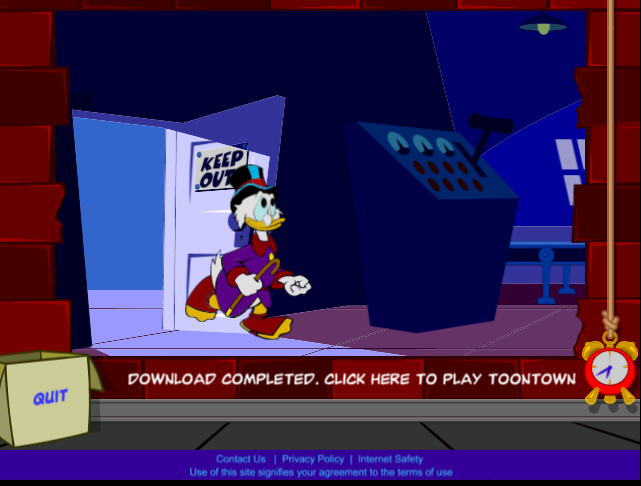 KEEP
OUT
QUIT
DOWNLOAD COMPLETED. CLICK HERE TO PLAY TOONTOWN
Contact Us | Privacy Policy | Internet Safety
Use of this site signifies your agreement to the terms of use